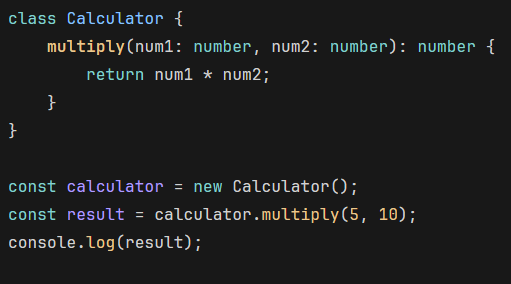 class Calculator {
    multiply(num1: number, num2: number): number {
        return num1 * num2;
    }
}

const calculator = new Calculator();
const result = calculator.multiply(5, 10);
console.log(result);